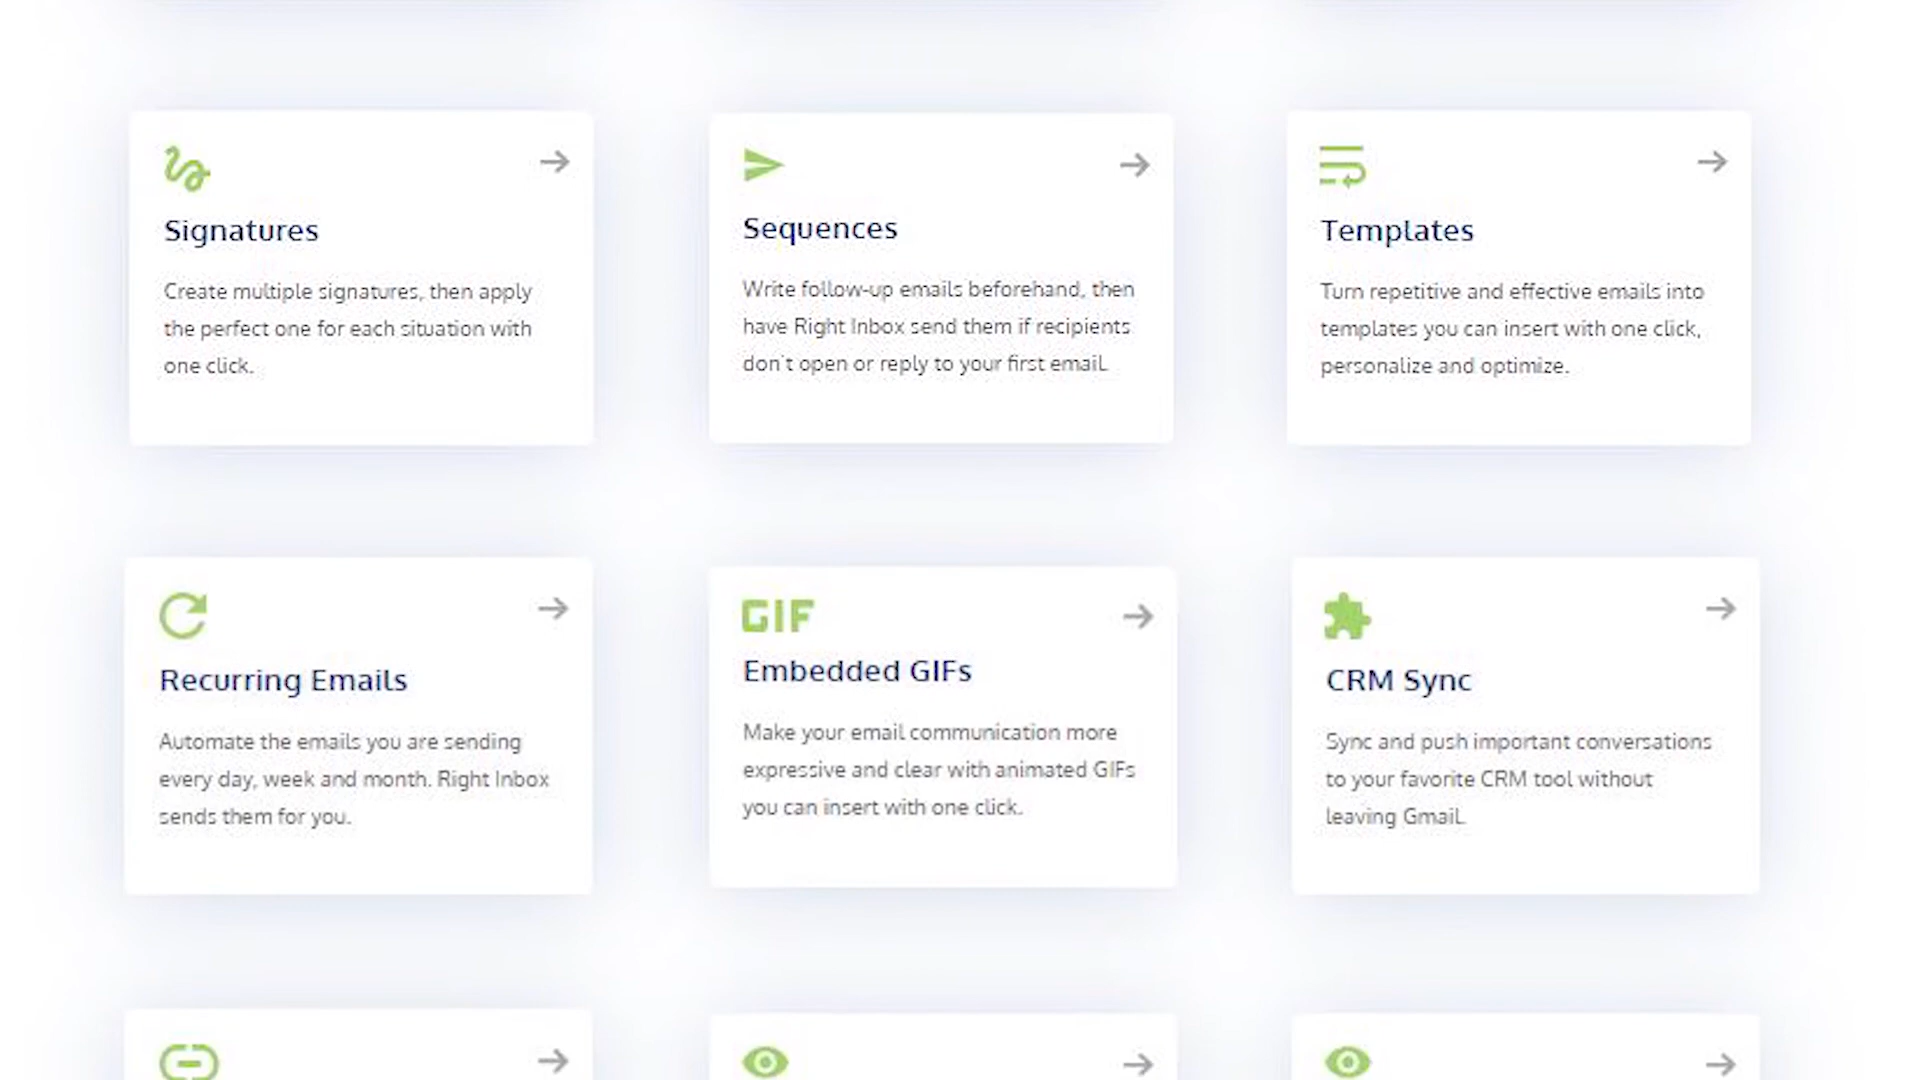 Signatures
Create multiple signatures, then apply
the perfect one for each situation with
one click.
Sequences
Write follow-up emails beforehand, then
have Right Inbox send them if recipients
don't open or reply to your first email.
Templates
Turn repetitive and effective emails into
templates you can insert with one click,
personalize and optimize.
Recurring Emails
Automate the emails you are sending
every day, week and month. Right Inbox
sends them for you.
GIF
Embedded GIFs
Make your email communication more
expressive and clear with animated GIFs
you can insert with one click.
CRM Sync
Sync and push important conversations
to your favorite CRM tool without
leaving Gmail.